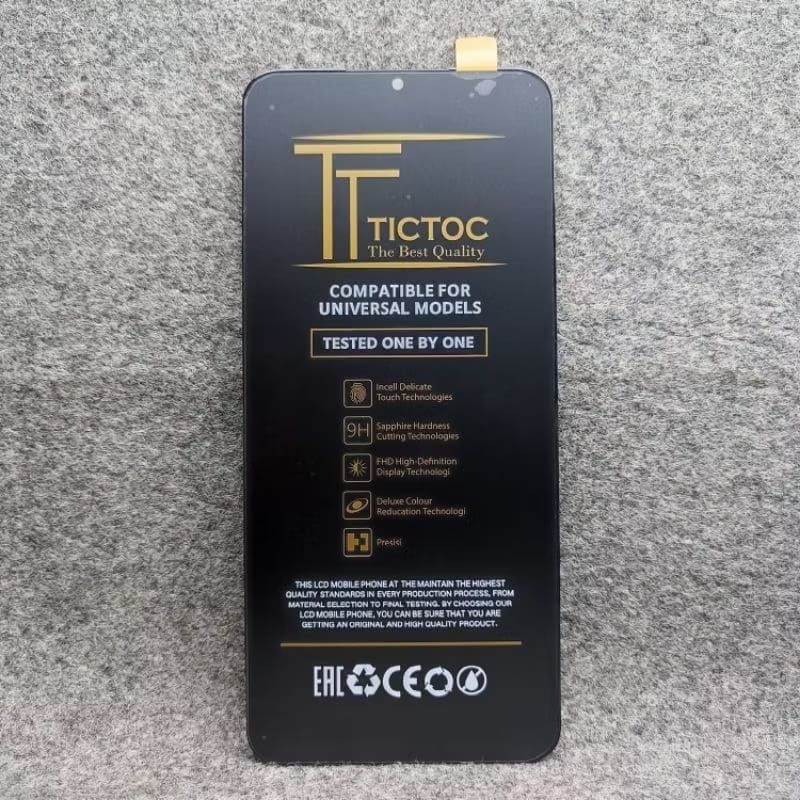 TT
TICTOC
The Best Quality
COMPATIBLE FOR
UNIVERSAL MODELS
TESTED ONE BY ONE
Incell Delicate
Touch Technologies
9H
Sapphire Hardness
Cutting Technologies
FHD High-Definition
Display Technologi
Deluxe Colour
Reducation Technologi
Presisi
THIS LCD MOBILE PHONE AT THE MAINTAIN THE HIGHEST
QUALITY STANDARDS IN EVERY PRODUCTION PROCESS, FROM
MATERIAL SELECTION TO FINAL TESTING. BY CHOOSING OUR
LCD MOBILE PHONE, YOU CAN BE SURE THAT YOU ARE
GETTING AN ORIGINAL AND HIGH QUALITY PRODUCT.
EAC CE